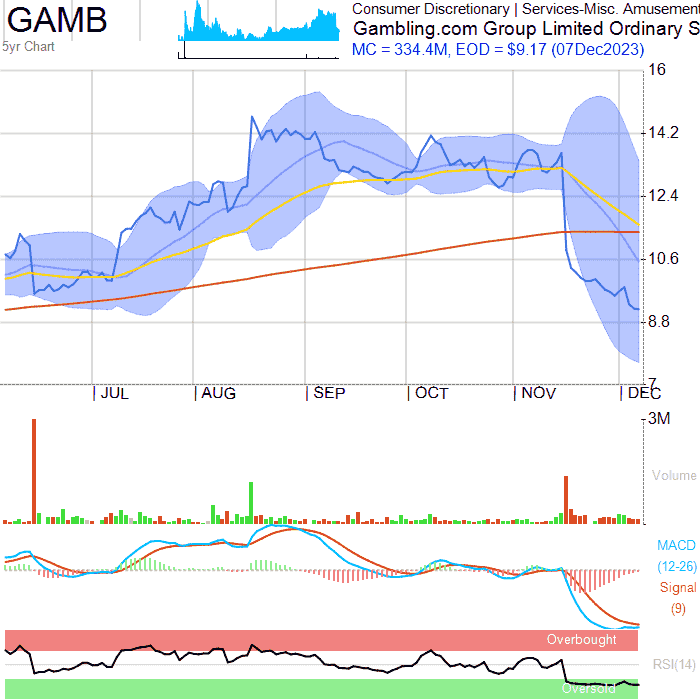 GAMB
5yr Chart
Consumer Discretionary | Services-Misc. Amusement
Gambling.com Group Limited Ordinary S
MC = 334.4M, EOD = $9.17 (07Dec2023)
16
14.2
12.4
10.6
8.8
7
JUL
AUG
SEP
OCT
NOV
DEC
3M
Volume
MACD
(12-26)
Signal
(9)
Overbought
RSI(14)
Oversold